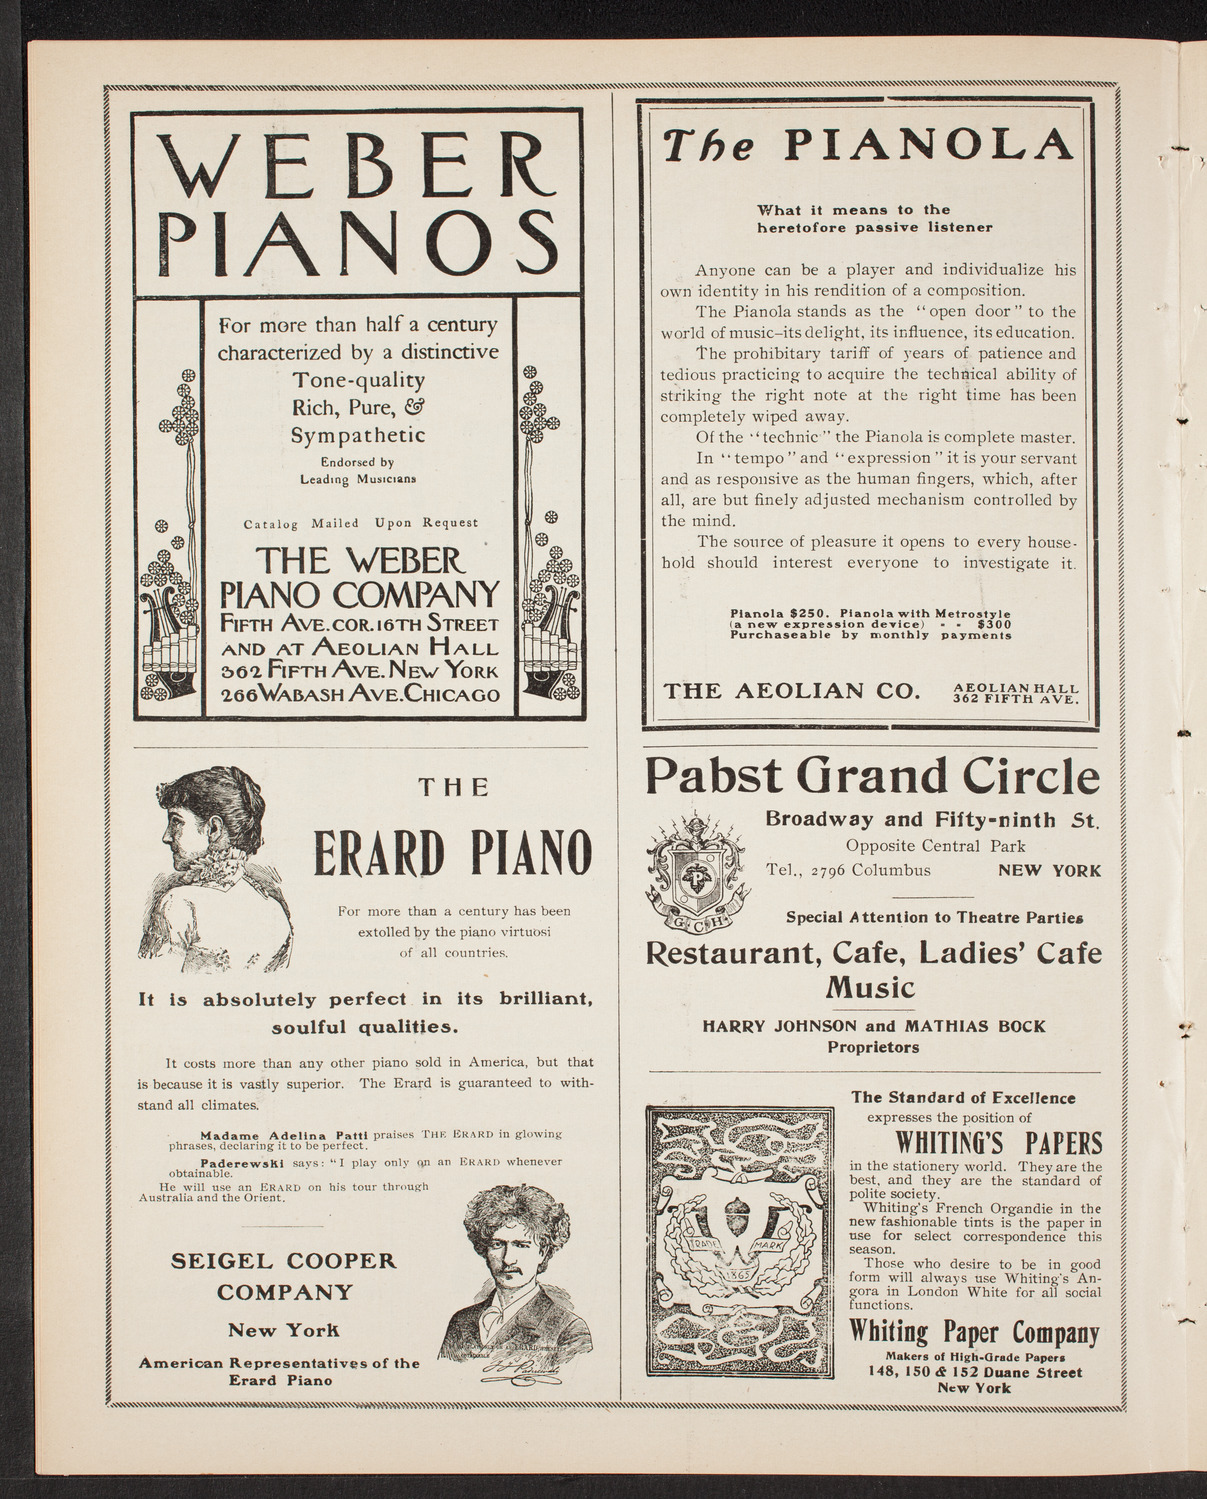 WEBER
PIANOS
For more than half a century
characterized by a distinctive
Tone-quality
Rich, Pure, &
Sympathetic
Endorsed by
Leading Musicians
Catalog Mailed Upon Request
THE WEBER
PIANO COMPANY
FIFTH AVE. COR. 16TH STREET
AND AT AEOLIAN HALL
362 FIFTH AVE. NEW YORK
266 WABASH AVE. CHICAGO
THE
ERARD PIANO
For more than a century has been
extolled by the piano virtuosi
of all countries.
It is absolutely perfect in its brilliant,
soulful qualities.
It costs more than any other piano sold in America, but that
is because it is vastly superior. The Erard is guaranteed to with-
stand all climates.
Madame Adelina Patti praises THE ERARD in glowing
phrases, declaring it to be perfect.
Paderewski says: "I play only on an ERARD whenever
obtainable.
He will use an ERARD on his tour through
Australia and the Orient.
SEIGEL COOPER
COMPANY
New York
American Representatives of the
Erard Piano
The PIANOLA
What it means to the
heretofore passive listener
Anyone can be a player and individualize his
own identity in his rendition of a composition.
The Pianola stands as the "open door" to the
world of music—its delight, its influence, its education.
The prohibitary tariff of years of patience and
tedious practicing to acquire the technical ability of
striking the right note at the right time has been
completely wiped away.
Of the "technic" the Pianola is complete master.
In "tempo" and "expression" it is your servant
and as responsive as the human fingers, which, after
all, are but finely adjusted mechanism controlled by
the mind.
The source of pleasure it opens to every house-
hold should interest everyone to investigate it.
Pianola $250. Pianola with Metrostyle
(a new expression device) - - $300
Purchaseable by monthly payments
THE AEOLIAN CO. AEOLIAN HALL
362 FIFTH AVE.
Pabst Grand Circle
Broadway and Fifty-ninth St.
Opposite Central Park
Tel., 2796 Columbus NEW YORK
P
G C H
Special Attention to Theatre Parties
Restaurant, Cafe, Ladies' Cafe
Music
HARRY JOHNSON and MATHIAS BOCK
Proprietors
TRADE MARK
1865
The Standard of Excellence
expresses the position of
WHITING'S PAPERS
in the stationery world. They are the
best, and they are the standard of
polite society.
Whiting's French Organdie in the
new fashionable tints is the paper in
use for select correspondence this
season.
Those who desire to be in good
form will always use Whiting's An-
gora in London White for all social
functions.
Whiting Paper Company
Makers of High-Grade Papers
148, 150 & 152 Duane Street
New York